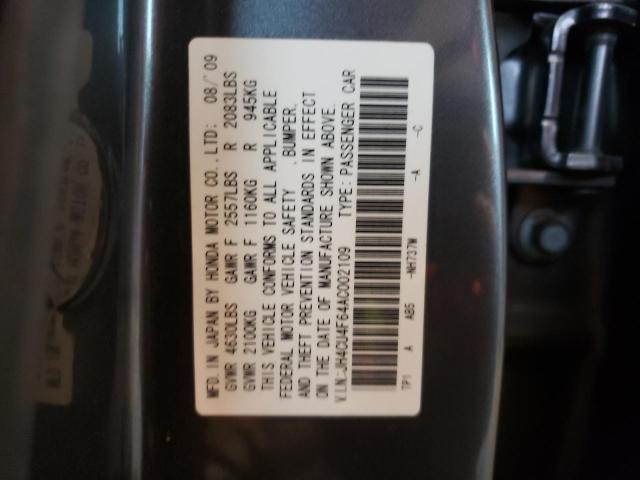 MFD. IN JAPAN BY HONDA MOTOR CO., LTD: 08/'09
GVWR 4630LBS GAWR F 2557LBS R 2083LBS
GVWR 2100KG GAWR F 1160KG R 945KG
THIS VEHICLE CONFORMS TO ALL APPLICABLE
FEDERAL MOTOR VEHICLE SAFETY , BUMPER,
AND THEFT PREVENTION STANDARDS IN EFFECT
ON THE DATE OF MANUFACTURE SHOWN ABOVE.
V.I.N:JH4CU4F64AC002109 TYPE:PASSENGER CAR
TP1 A AB5 -NH737M -A -C